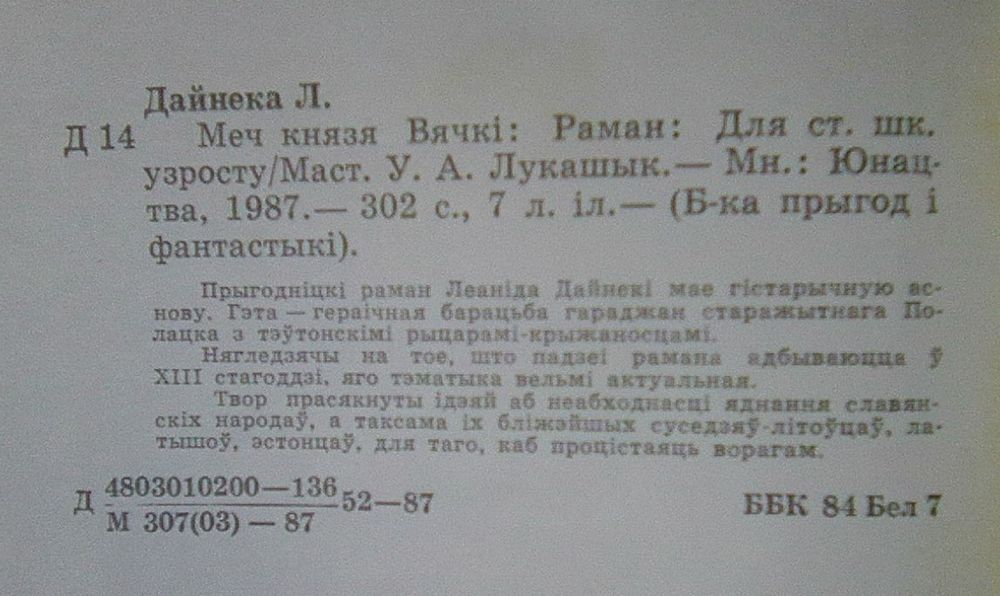 Дайнека Л.
Д 14 Меч князя Вячкі: Раман: Для ст. шк.
узросту/Маст. У. А. Лукашык.— Мн.: Юнац-
тва, 1987.— 302 с., 7 л. іл.— (Б-ка прыгод і
фантастыкі).
Прыгодніцкі раман Леаніда Дайнекі мае гістарычную ас-
нову. Гэта — гераічная барацьба гараджан старажытнага По-
лацка з тэўтонскімі рыцарамі-крыжаносцамі.
Нягледзячы на тое, што падзеі рамана адбываюцца ў
XIII стагоддзі, яго тэматыка вельмі актуальная.
Твор прасякнуты ідэяй аб неабходнасці яднання славян-
скіх народаў, а таксама іх бліжэйшых суседзяў-літоўцаў, ла-
тышоў, эстонцаў, для таго, каб процістаяць ворагам.
Д 4803010200—136 52—87
М 307(03) — 87
ББК 84 Бел 7